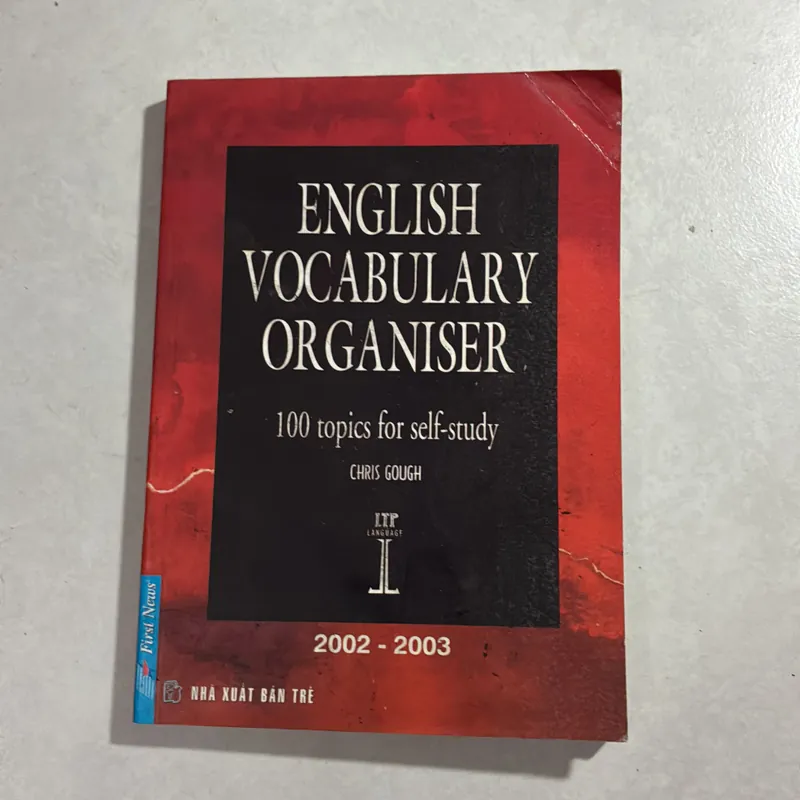 ENGLISH
VOCABULARY
ORGANISER
100 topics for self-study
CHRIS GOUGH
LTP
LANGUAGE
2002 - 2003
First News
NHÀ XUẤT BẢN TRẺ